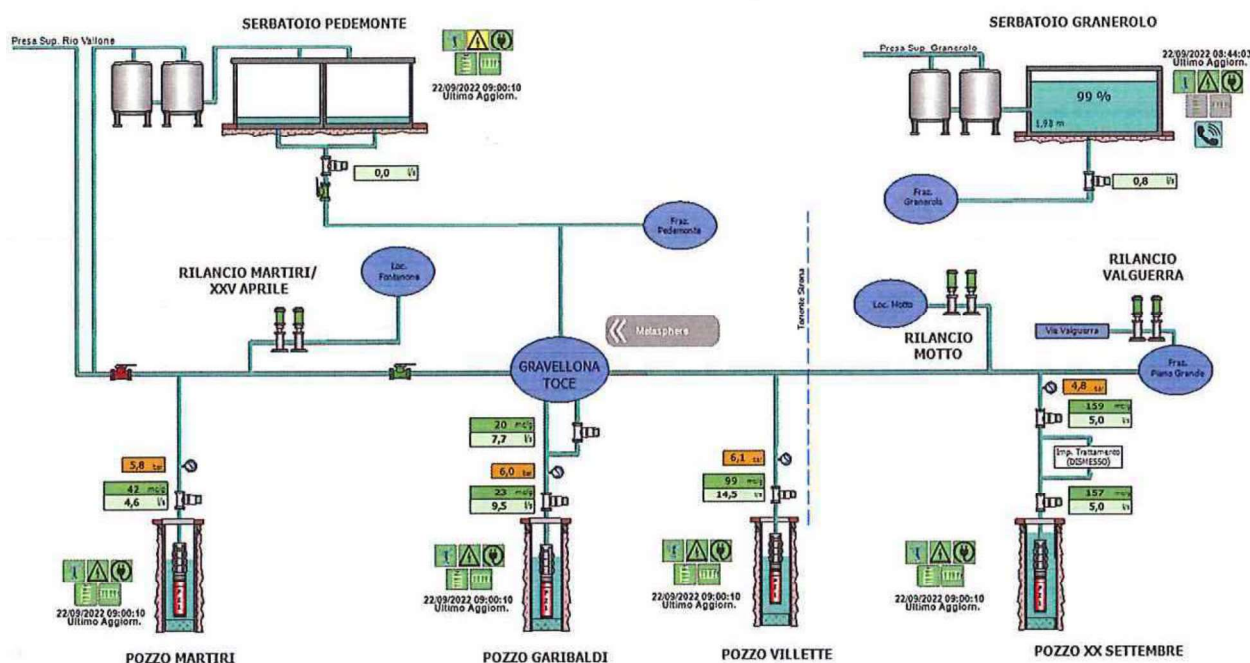 SERBATOIO PEDEMONTE
SERBATOIO GRANEROLO
Presa Sup. Rio Vallone
Presa Sup. Granerolo
22/09/2022 08:44:03
Ultimo Aggiorn.
22/09/2022 09:00:10
Ultimo Aggiorn.
99 %
1,98 m
0,0 l/s
0,8 l/s
Fraz. Granerolo
Fraz. Pedemonte
RILANCIO MARTIRI/
XXV APRILE
Loc. Fontanone
Torrente Strona
RILANCIO
VALGUERRA
Loc. Motto
RILANCIO
MOTTO
Via Valguerra
Metasphere
GRAVELLONA
TOCE
Fraz.
Piana Grande
4,8 bar
159 mc/g
5,0 l/s
20 mc/g
7,7 l/s
Imp. Trattamento
(DISMESSO)
5,8 bar
42 mc/g
4,6 l/s
6,0 bar
23 mc/g
9,5 l/s
6,1 bar
99 mc/g
14,5 l/s
157 mc/g
5,0 l/s
22/09/2022 09:00:10
Ultimo Aggiorn.
22/09/2022 09:00:10
Ultimo Aggiorn.
22/09/2022 09:00:10
Ultimo Aggiorn.
22/09/2022 09:00:10
Ultimo Aggiorn.
POZZO MARTIRI
POZZO GARIBALDI
POZZO VILLETTE
POZZO XX SETTEMBRE